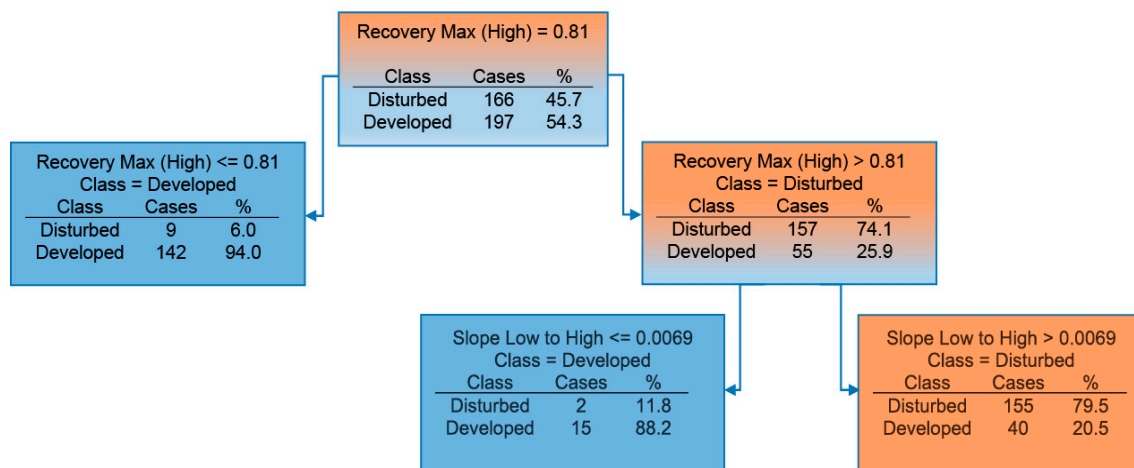 Recovery Max (High) = 0.81
Class Cases %
Disturbed 166 45.7
Developed 197 54.3
Recovery Max (High) <= 0.81
Class = Developed
Class Cases %
Disturbed 9 6.0
Developed 142 94.0
Recovery Max (High) > 0.81
Class = Disturbed
Class Cases %
Disturbed 157 74.1
Developed 55 25.9
Slope Low to High <= 0.0069
Class = Developed
Class Cases %
Disturbed 2 11.8
Developed 15 88.2
Slope Low to High > 0.0069
Class = Disturbed
Class Cases %
Disturbed 155 79.5
Developed 40 20.5